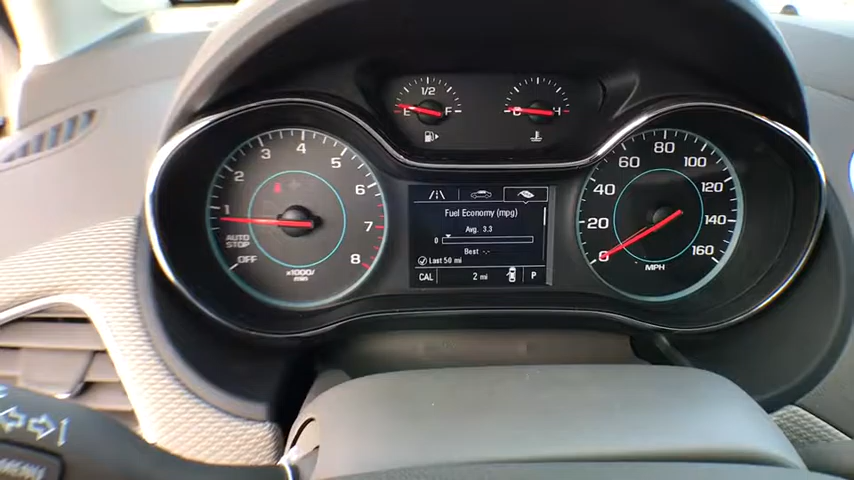 1/2
E F
C H
1 2 3 4 5 6 7 8
AUTO
STOP
OFF
x1000/min
Fuel Economy (mpg)
Avg. 3.3
0
Best -.-
Last 50 mi
CAL 2 mi P
0 20 40 60 80 100 120 140 160
MPH
MENU